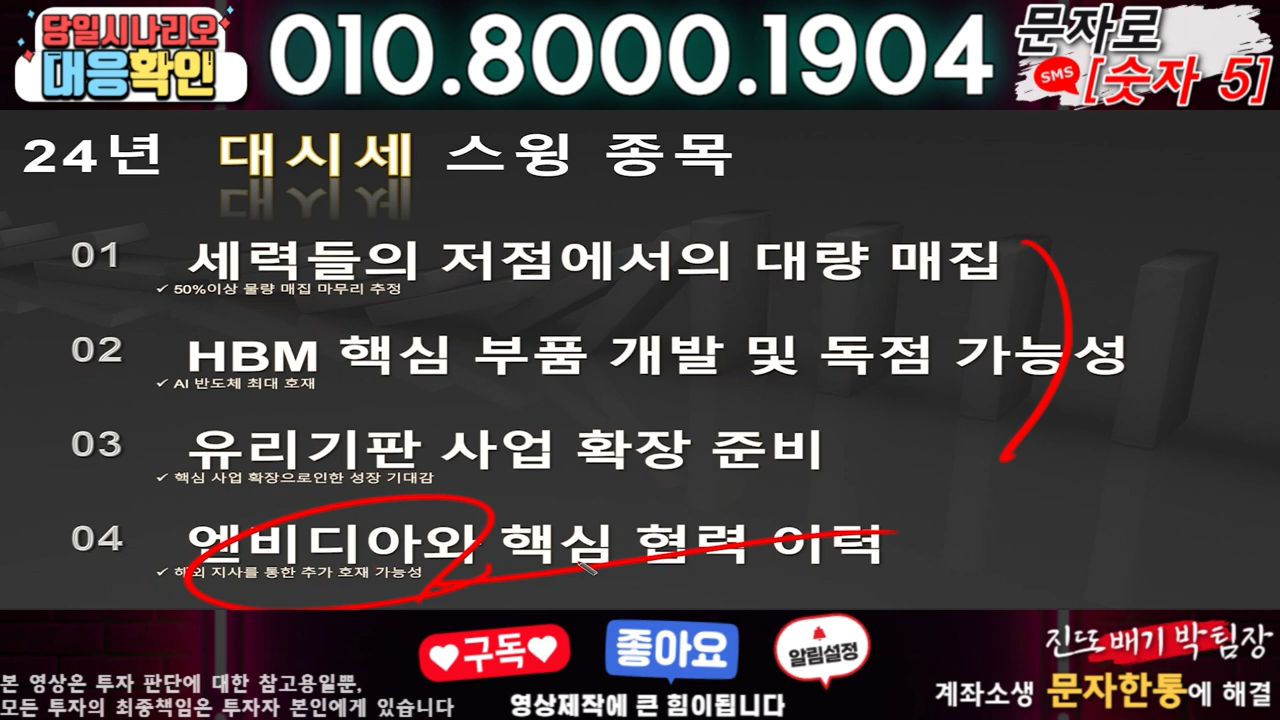 당일시나리오
대응확인
010.8000.1904
문자로
SMS [숫자 5]
24년 대시세 스윙 종목
01 세력들의 저점에서의 대량 매집
✓ 50%이상 물량 매집 마무리 추정
02 HBM 핵심 부품 개발 및 독점 가능성
✓ AI 반도체 최대 호재
03 유리기판 사업 확장 준비
✓ 핵심 사업 확장으로인한 성장 기대감
04 엔비디아와 핵심 협력 이력
✓ 해외 지사를 통한 추가 호재 가능성
구독
좋아요
알림설정
영상제작에 큰 힘이됩니다
본 영상은 투자 판단에 대한 참고용일뿐,
모든 투자의 최종책임은 투자자 본인에게 있습니다
진또배기 박팀장
계좌소생 문자한통에 해결